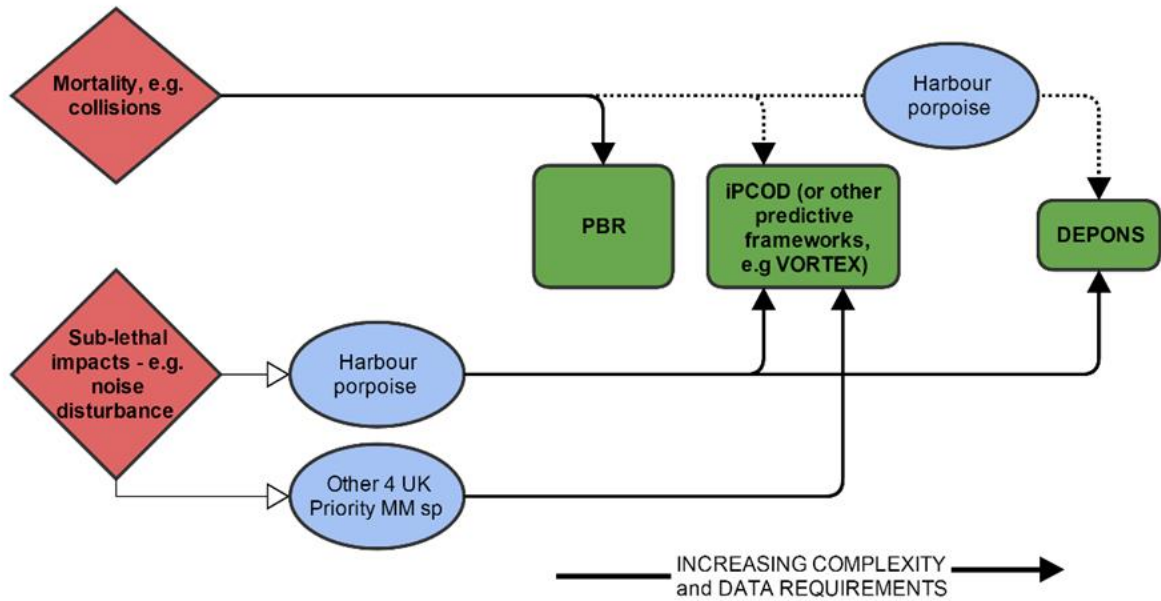 Mortality, e.g.
collisions
Harbour
porpoise
PBR
iPCOD (or other
predictive
frameworks,
e.g VORTEX)
DEPONS
Sub-lethal
impacts - e.g.
noise
disturbance
Harbour
porpoise
Other 4 UK
Priority MM sp
INCREASING COMPLEXITY
and DATA REQUIREMENTS